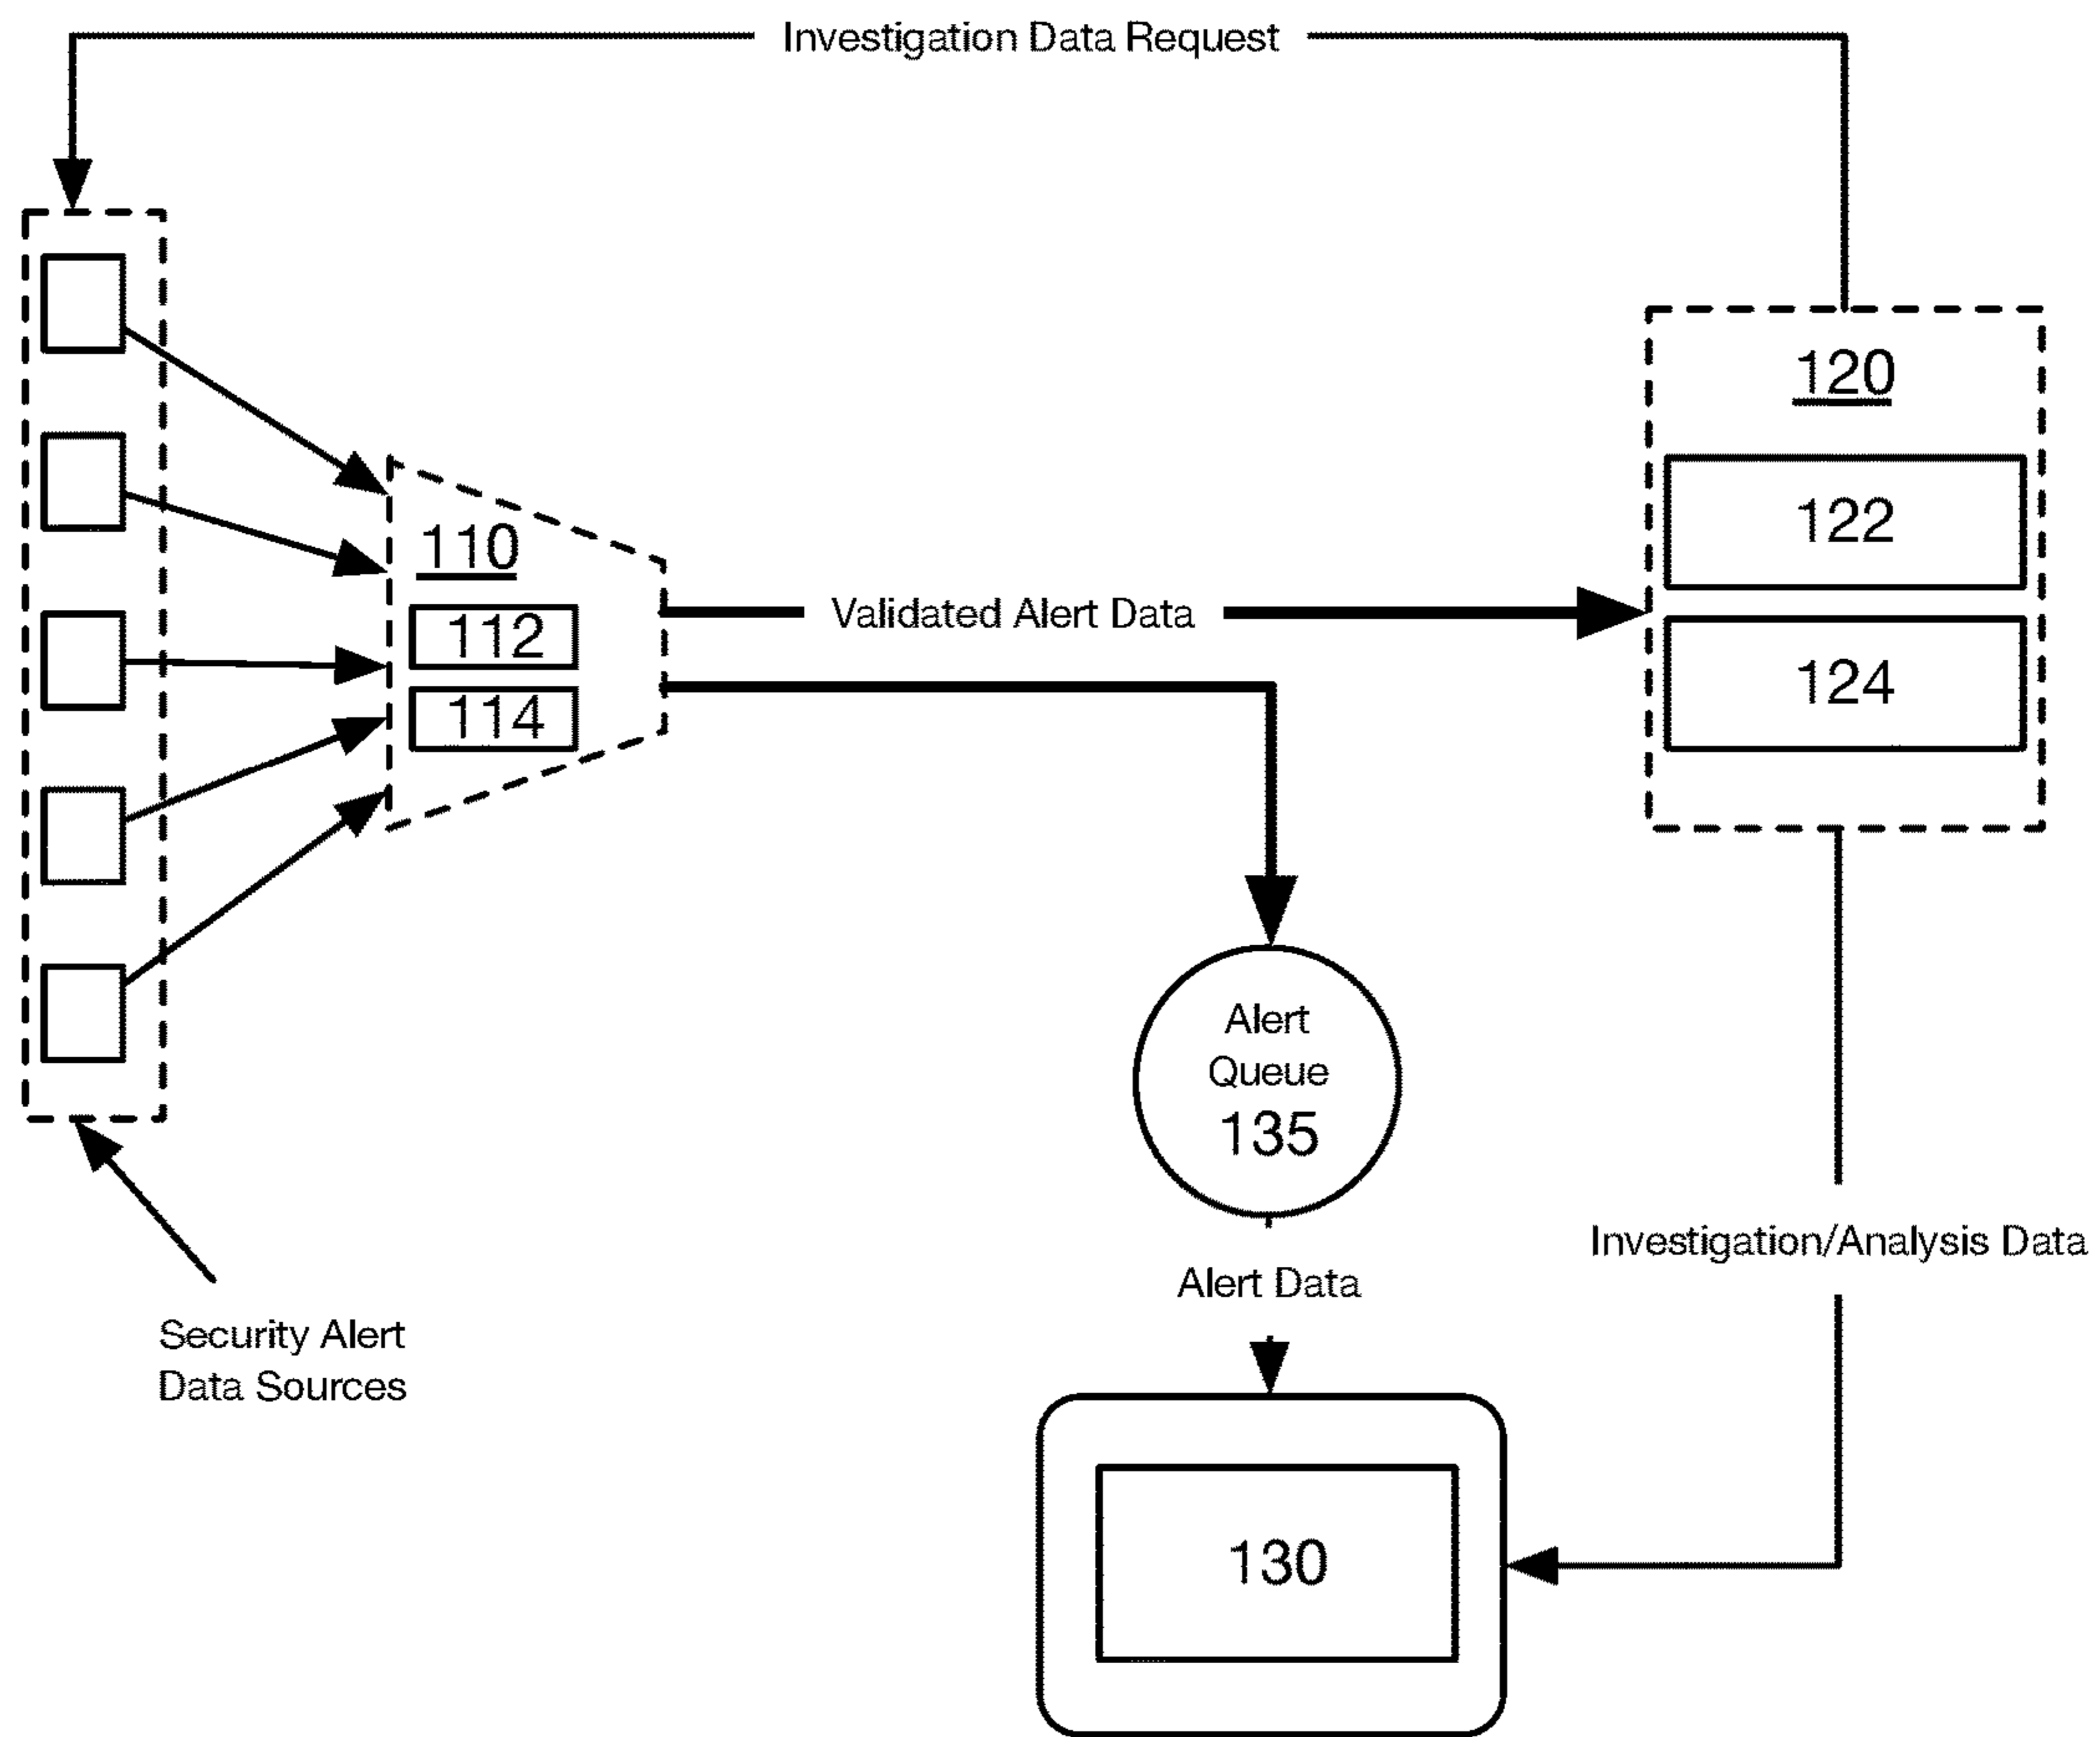 Investigation Data Request
120
122
110
Validated Alert Data
112
124
114
Alert
Queue
135
Investigation/Analysis Data
Alert Data
Security Alert
Data Sources
130